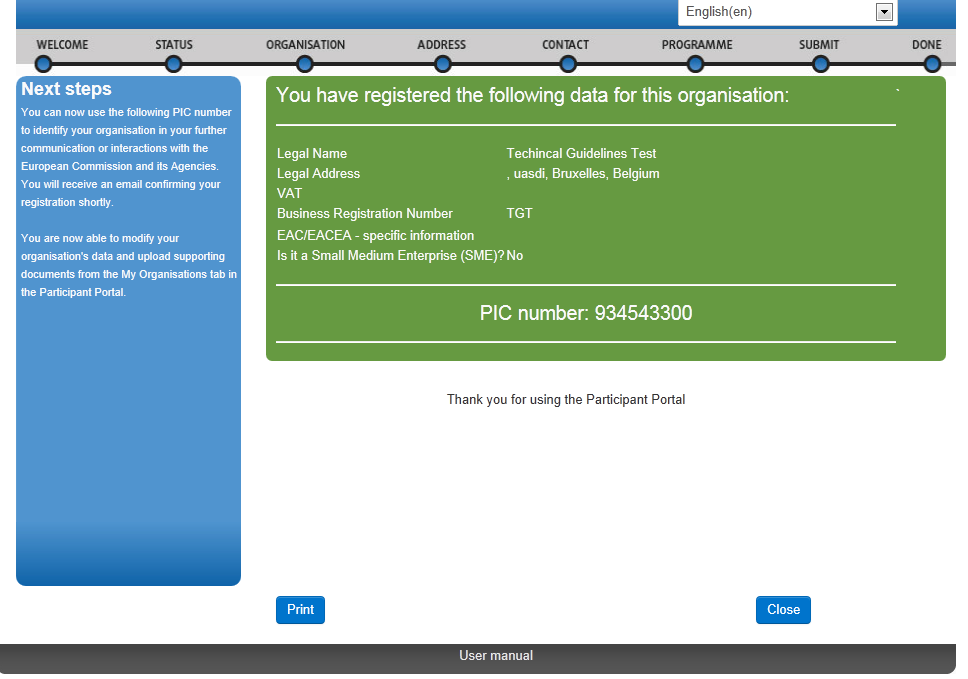 English(en)
WELCOME STATUS ORGANISATION ADDRESS CONTACT PROGRAMME SUBMIT DONE
Next steps
You can now use the following PIC number
to identify your organisation in your further
communication or interactions with the
European Commission and its Agencies.
You will receive an email confirming your
registration shortly.
You are now able to modify your
organisation's data and upload supporting
documents from the My Organisations tab in
the Participant Portal.
You have registered the following data for this organisation:
Legal Name Techincal Guidelines Test
Legal Address , uasdi, Bruxelles, Belgium
VAT
Business Registration Number TGT
EAC/EACEA - specific information
Is it a Small Medium Enterprise (SME)? No
PIC number: 934543300
Thank you for using the Participant Portal
Print Close
User manual